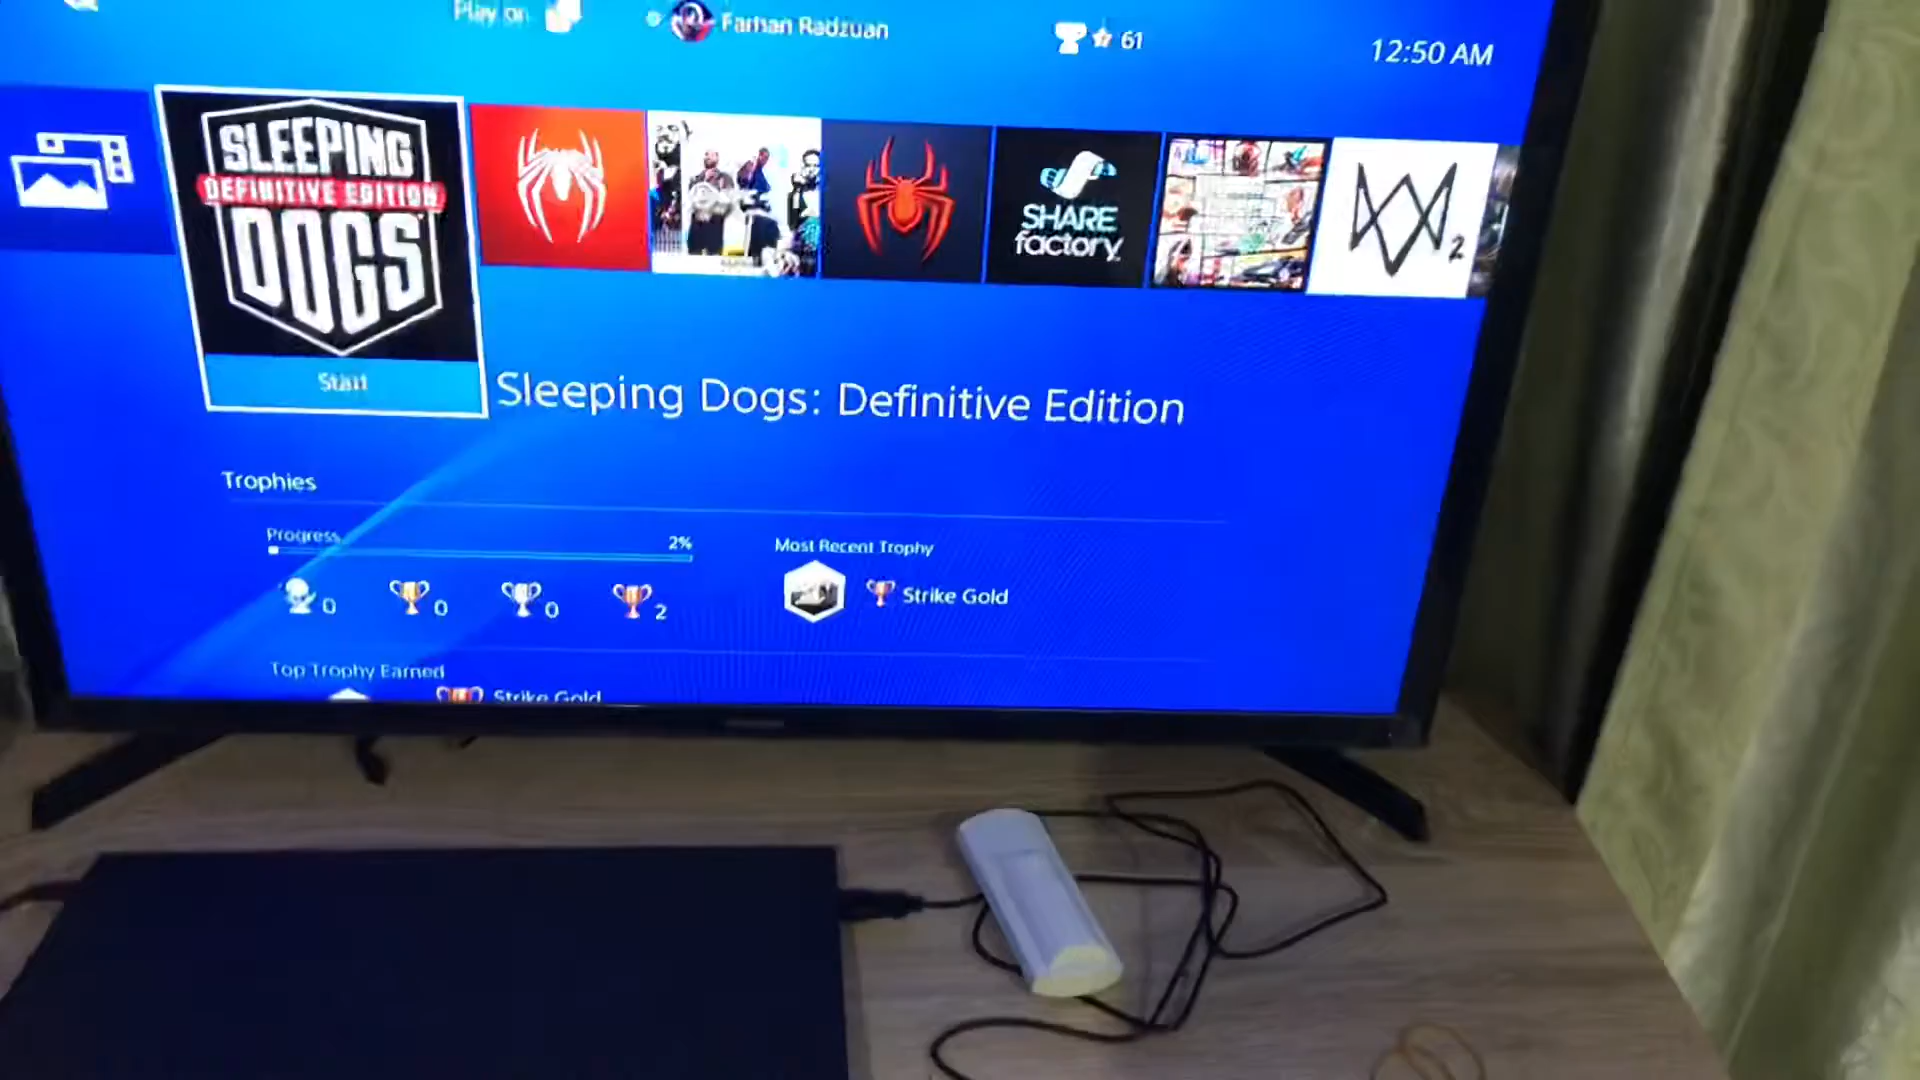 Play on
Farhan Radzuan
61
12:50 AM
SLEEPING
DEFINITIVE EDITION
DOGS
SHARE
factory
2
Start
Sleeping Dogs: Definitive Edition
Trophies
Progress
2%
Most Recent Trophy
0
0
0
2
Strike Gold
Top Trophy Earned
Strike Gold